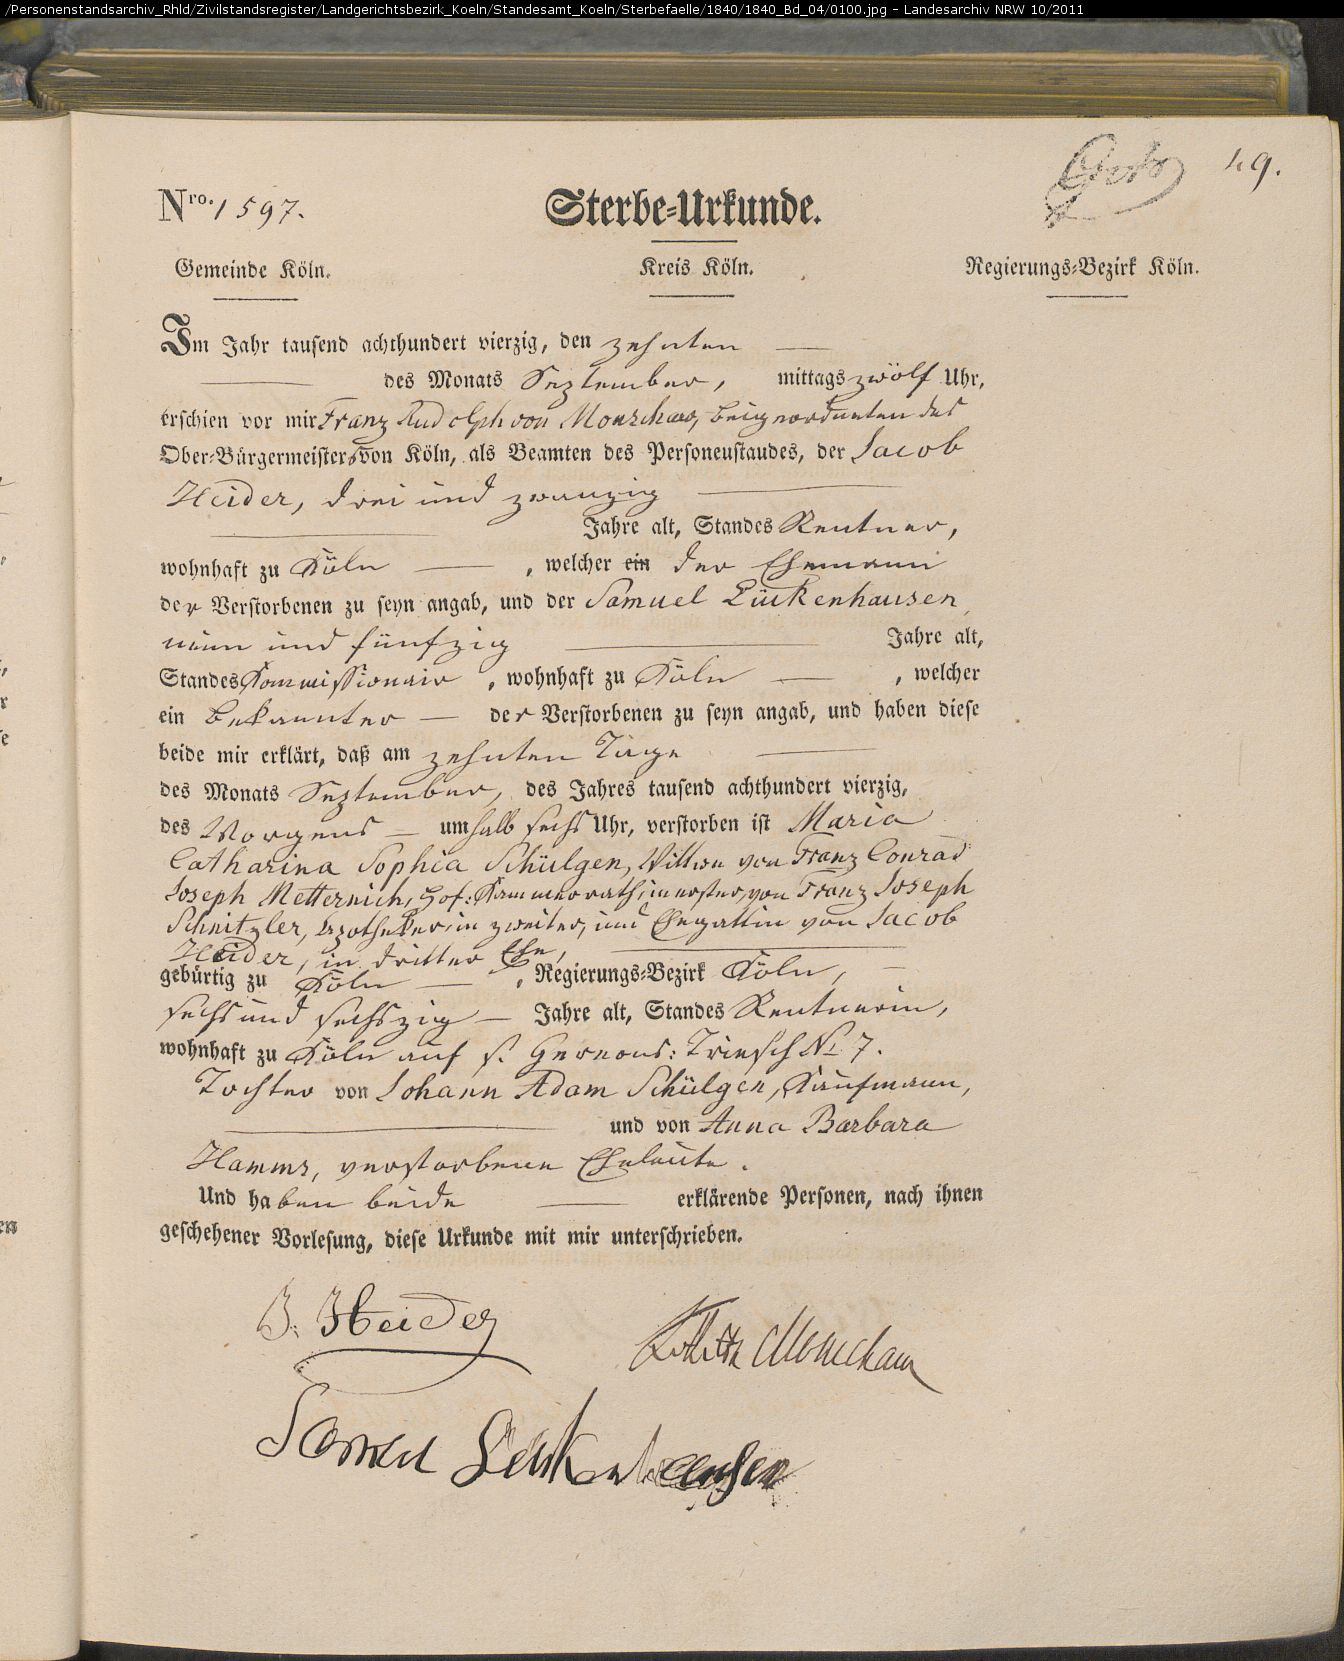 /Personenstandsarchiv_Rhld/Zivilstandsregister/Landgerichtsbezirk_Koeln/Standesamt_Koeln/Sterbefaelle/1840/1840_Bd_04/0100.jpg - Landesarchiv NRW 10/2011
49.
Nro. 1597.
Sterbe-Urkunde.
Gemeinde Köln. Kreis Köln. Regierungs-Bezirk Köln.
Im Jahr tausend achthundert vierzig, den zehnten
des Monats September, mittags zwölf Uhr,
erschien vor mir Franz Rudolph von Monschaw, Beigeordneten des
Ober-Bürgermeisters von Köln, als Beamten des Personenstandes, der Jacob
Heider, drei und zwanzig
Jahre alt, Standes Rentner,
wohnhaft zu Köln, welcher ein der Ehemann
der Verstorbenen zu seyn angab, und der Samuel Lückenhausen,
neun und fünfzig Jahre alt,
Standes Kommissionair, wohnhaft zu Köln, welcher
ein Bekannter der Verstorbenen zu seyn angab, und haben diese
beide mir erklärt, daß am zehnten Tage
des Monats September, des Jahres tausend achthundert vierzig,
des Morgens um halb sechs Uhr, verstorben ist Maria
Catharina Sophia Schülgen, Wittwe von Franz Conrad
Joseph Metternich, Hof-Kammerrath, in erster, von Franz Joseph
Schnitzler, Apotheker, in zweiter, und Ehegattin von Jacob
Heider, in dritter Ehe,
gebürtig zu Köln, Regierungs-Bezirk Köln,
sechs und sechszig Jahre alt, Standes Rentnerin,
wohnhaft zu Köln auf s. Gereons: Driesch No 7.
Tochter von Johann Adam Schülgen, Kaufmann,
und von Anna Barbara
Hamms, verstorbene Eheleute.
Und haben beide erklärende Personen, nach ihnen
geschehener Vorlesung, diese Urkunde mit mir unterschrieben.
J. Heider
Monschaw
Samuel Lückenhausen